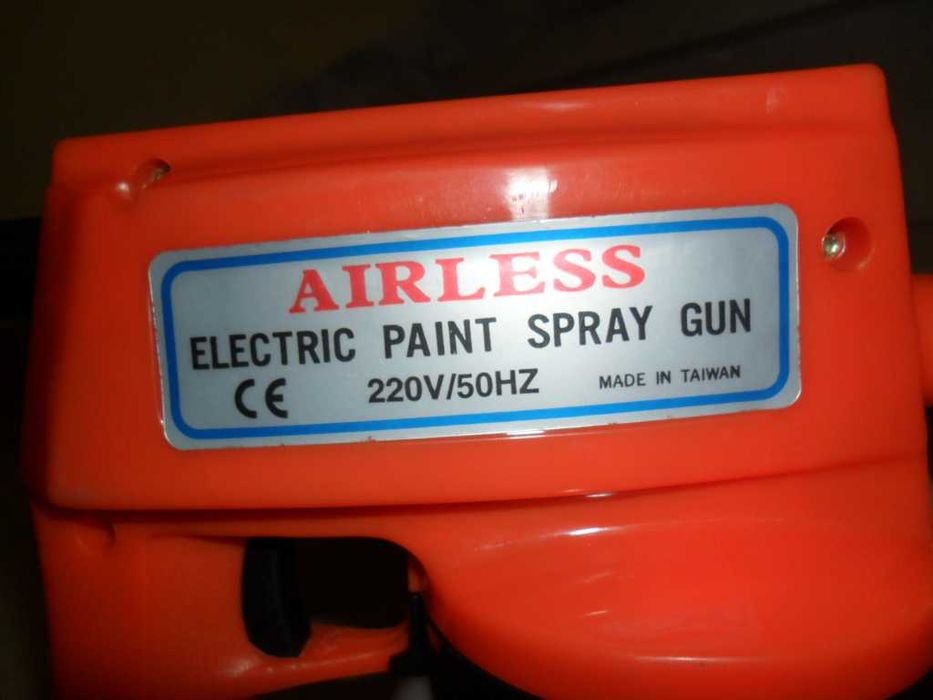 AIRLESS
ELECTRIC PAINT SPRAY GUN
CE 220V/50HZ MADE IN TAIWAN